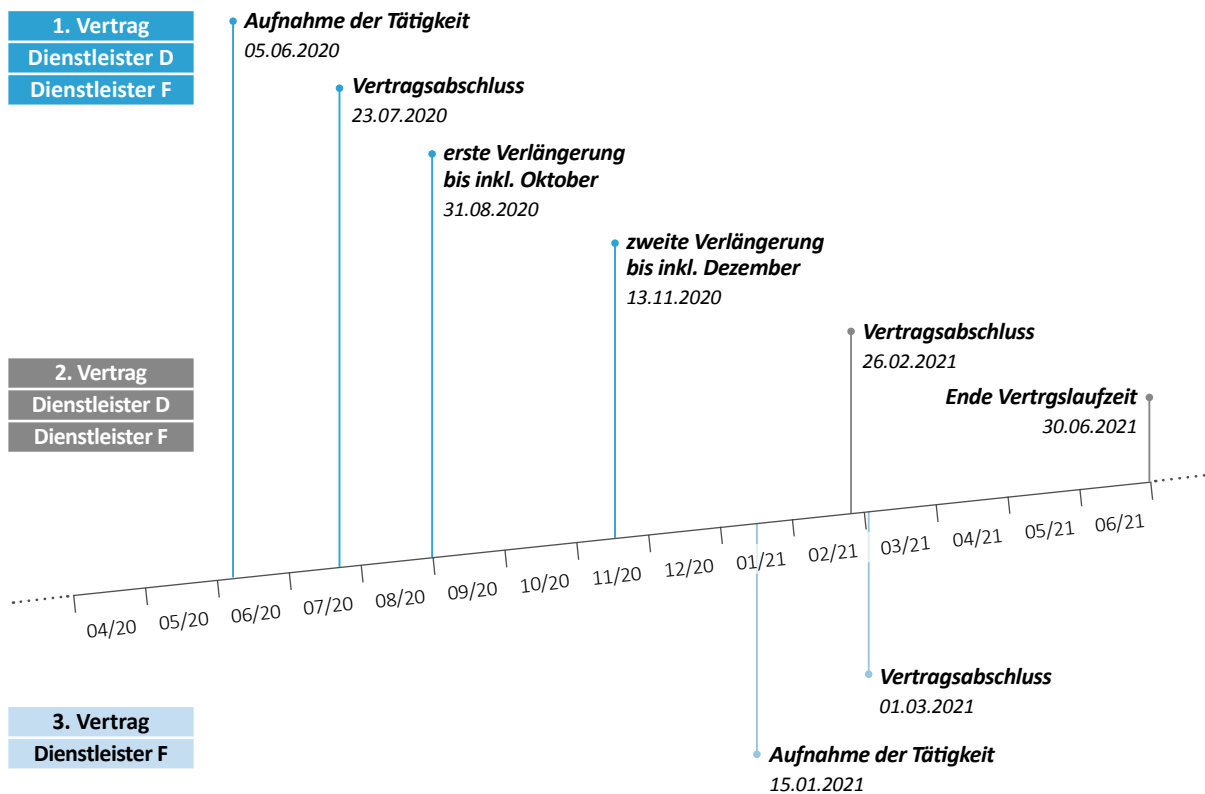 1. Vertrag
Dienstleister D
Dienstleister F
Aufnahme der Tätigkeit
05.06.2020
Vertragsabschluss
23.07.2020
erste Verlängerung
bis inkl. Oktober
31.08.2020
zweite Verlängerung
bis inkl. Dezember
13.11.2020
2. Vertrag
Dienstleister D
Dienstleister F
Vertragsabschluss
26.02.2021
Ende Vertrgslaufzeit
30.06.2021
04/20 05/20 06/20 07/20 08/20 09/20 10/20 11/20 12/20 01/21 02/21 03/21 04/21 05/21 06/21
3. Vertrag
Dienstleister F
Vertragsabschluss
01.03.2021
Aufnahme der Tätigkeit
15.01.2021